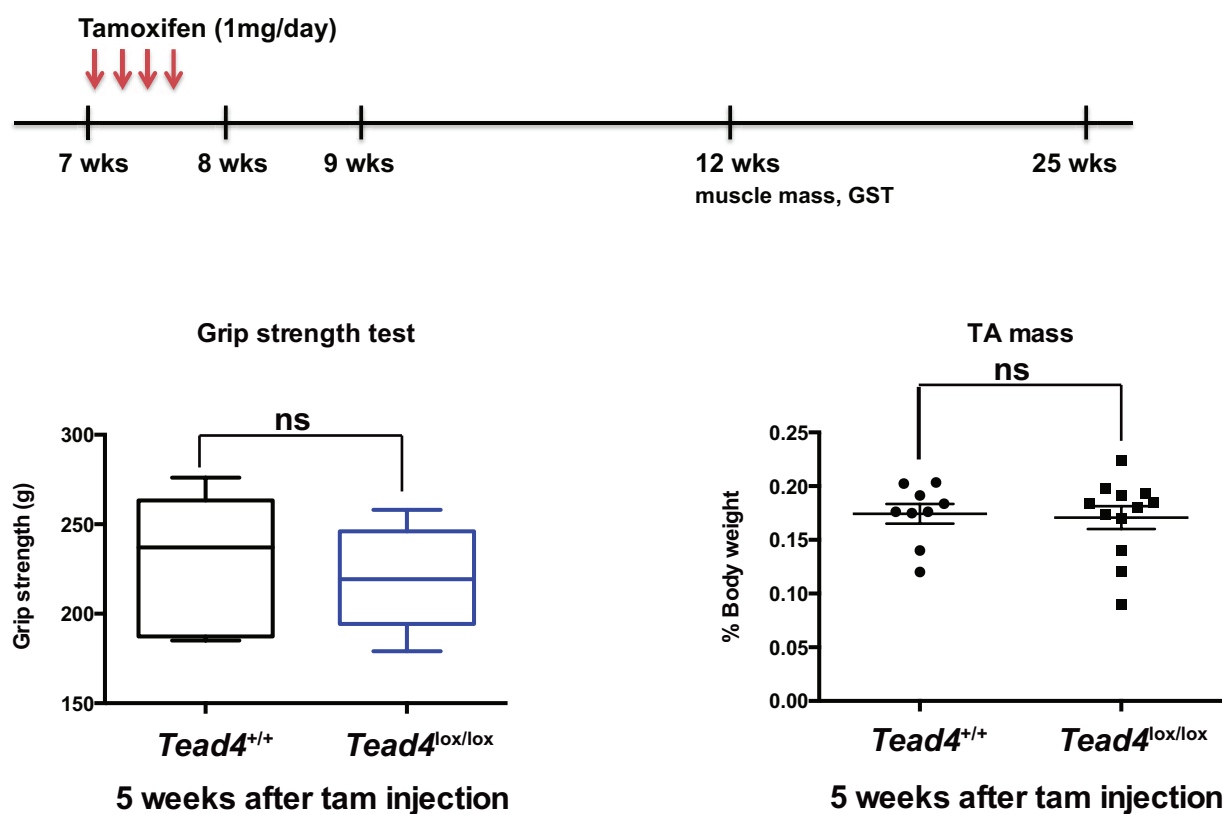 Tamoxifen (1mg/day)
7 wks 8 wks 9 wks 12 wks 25 wks
muscle mass, GST
Grip strength test
ns
Grip strength (g)
300
250
200
150
Tead4+/+ Tead4lox/lox
5 weeks after tam injection
TA mass
ns
% Body weight
0.25
0.20
0.15
0.10
0.05
0.00
Tead4+/+ Tead4lox/lox
5 weeks after tam injection